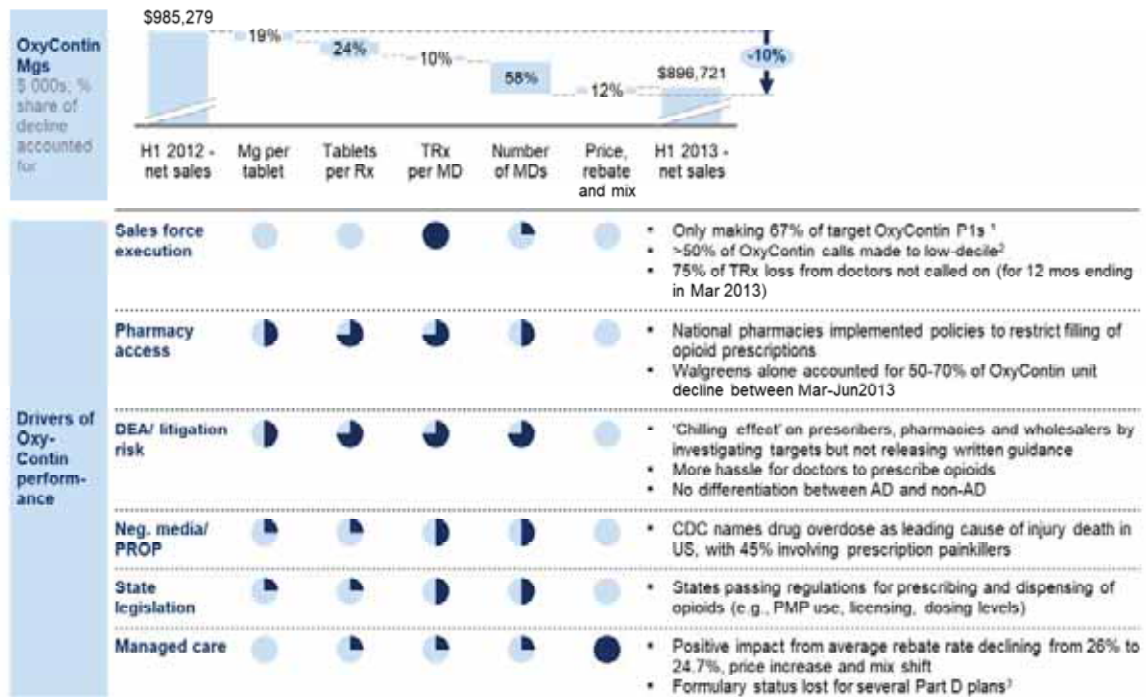 $985,279
OxyContin
Mgs
$ 000s; %
share of
decline
accounted
for
19%
24%
10%
58%
12%
$896,721
-10%
H1 2012 -
net sales
Mg per
tablet
Tablets
per Rx
TRx
per MD
Number
of MDs
Price,
rebate
and mix
H1 2013 -
net sales
Drivers of
Oxy-
Contin
perform-
ance
Sales force
execution
• Only making 67% of target OxyContin P1s 1
• >50% of OxyContin calls made to low-decile2
• 75% of TRx loss from doctors not called on (for 12 mos ending
in Mar 2013)
Pharmacy
access
• National pharmacies implemented policies to restrict filling of
opioid prescriptions
• Walgreens alone accounted for 50-70% of OxyContin unit
decline between Mar-Jun2013
DEA/ litigation
risk
• 'Chilling effect' on prescribers, pharmacies and wholesalers by
investigating targets but not releasing written guidance
• More hassle for doctors to prescribe opioids
• No differentiation between AD and non-AD
Neg. media/
PROP
• CDC names drug overdose as leading cause of injury death in
US, with 45% involving prescription painkillers
State
legislation
• States passing regulations for prescribing and dispensing of
opioids (e.g., PMP use, licensing, dosing levels)
Managed care
• Positive impact from average rebate rate declining from 26% to
24.7%, price increase and mix shift
• Formulary status lost for several Part D plans3